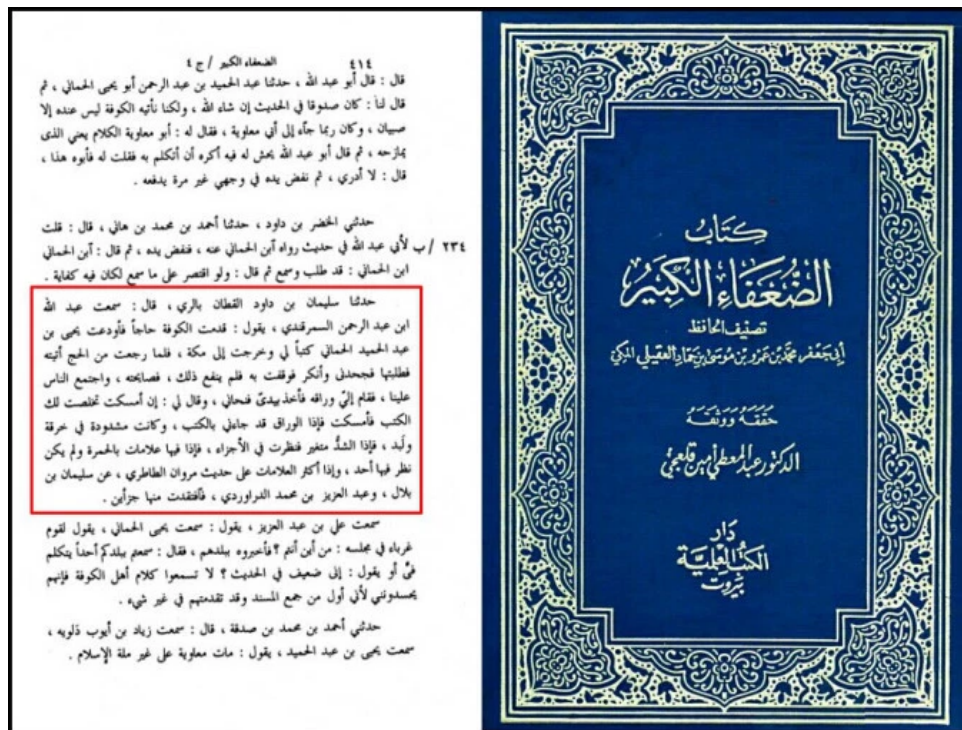 ٤١٤ الضعفاء الكبير / ج ٤
قال : قال أبو عبد الله ، حدثنا عبد الحميد بن عبد الرحمن أبو يحيى الحماني ، ثم
قال لنا : كان صدوقا في الحديث إن شاء الله ، ولكنا نأتيه الكوفة ليس عنده إلا
صبيان ، وكان ربما جآء إلى أبي معاوية ، فقال له : أبو معاوية الكلام يعني الذى
يمازحه ، ثم قال أبو عبد الله يحش له فيه أكره أن أتكلم به فقلت له فأبوه هذا ،
قال : لا أدري ، ثم نفض يده في وجهي غير مرة يدفعه .
حدثني الخضر بن داود ، حدثنا أحمد بن محمد بن هاني ، قال : قلت
٢٣٤ / ب لأبي عبد الله في حديث رواه آبن الحماني عنه ، فنفض يده ، ثم قال : آبن الحماني
ابن الحماني : قد طلب وسمع ثم قال : ولو اقتصر على ما سمع لكان فيه كفاية .
حدثنا سليمان بن داود القطان بالري ، قال : سمعت عبد الله
ابن عبد الرحمن السمرقندي ، يقول : قدمت الكوفة حاجاً فأودعت يحيى بن
عبد الحميد الحماني كتباً لي وخرجت إلى مكة ، فلما رجعت من الحج أتيته
فطلبتها فجحدني وأنكر فوقفت به فلم ينفع ذلك ، فصايحته ، واجتمع الناس
علينا ، فقام إليّ وراقه فأخذ بيدىّ فنحاني ، وقال لي : إن أمسكت تخلصت لك
الكتب فأمسكت فإذا الوراق قد جاءني بالكتب ، وكانت مشدودة في خرقة
ولَبد ، فإذا الشدُّ متغير فنظرت في الأجزاء ، فإذا فيها علامات بالحمرة ولم يكن
نظر فيها أحد ، وإذا أكثر العلامات على حديث مروان الطاطري ، عن سليمان بن
بلال ، وعبد العزيز بن محمد الدراوردي ، فآفتقدت منها جزأين .
سمعت علي بن عبد العزيز ، يقول : سمعت يحيى الحماني ، يقول لقوم
غرباء في مجلسه : من أين أنتم ؟ فأخبروه ببلدهم ، فقال : سمعتم ببلدكم أحداً يتكلم
فيَّ أو يقول : إنى ضعيف في الحديث ؟ لا تسمعوا كلام أهل الكوفة فإنهم
يحسدونني لأني أول من جمع المسند وقد تقدمتهم في غير شيء .
حدثني أحمد بن محمد بن صدقة ، قال : سمعت زياد بن أيوب ذلويه ،
سمعت يحيى بن عبد الحميد ، يقول : مات معاوية على غير ملة الإسلام .
كتاب
الضعفاء الكبير
تصنيف الحافظ
أبي جعفر محمد بن عمرو بن موسى بن حماد العقيلي المكي
حققه ووثقه
الدكتور عبد المعطي أمين قلعجي
دار
الكتب العلمية
بيروت